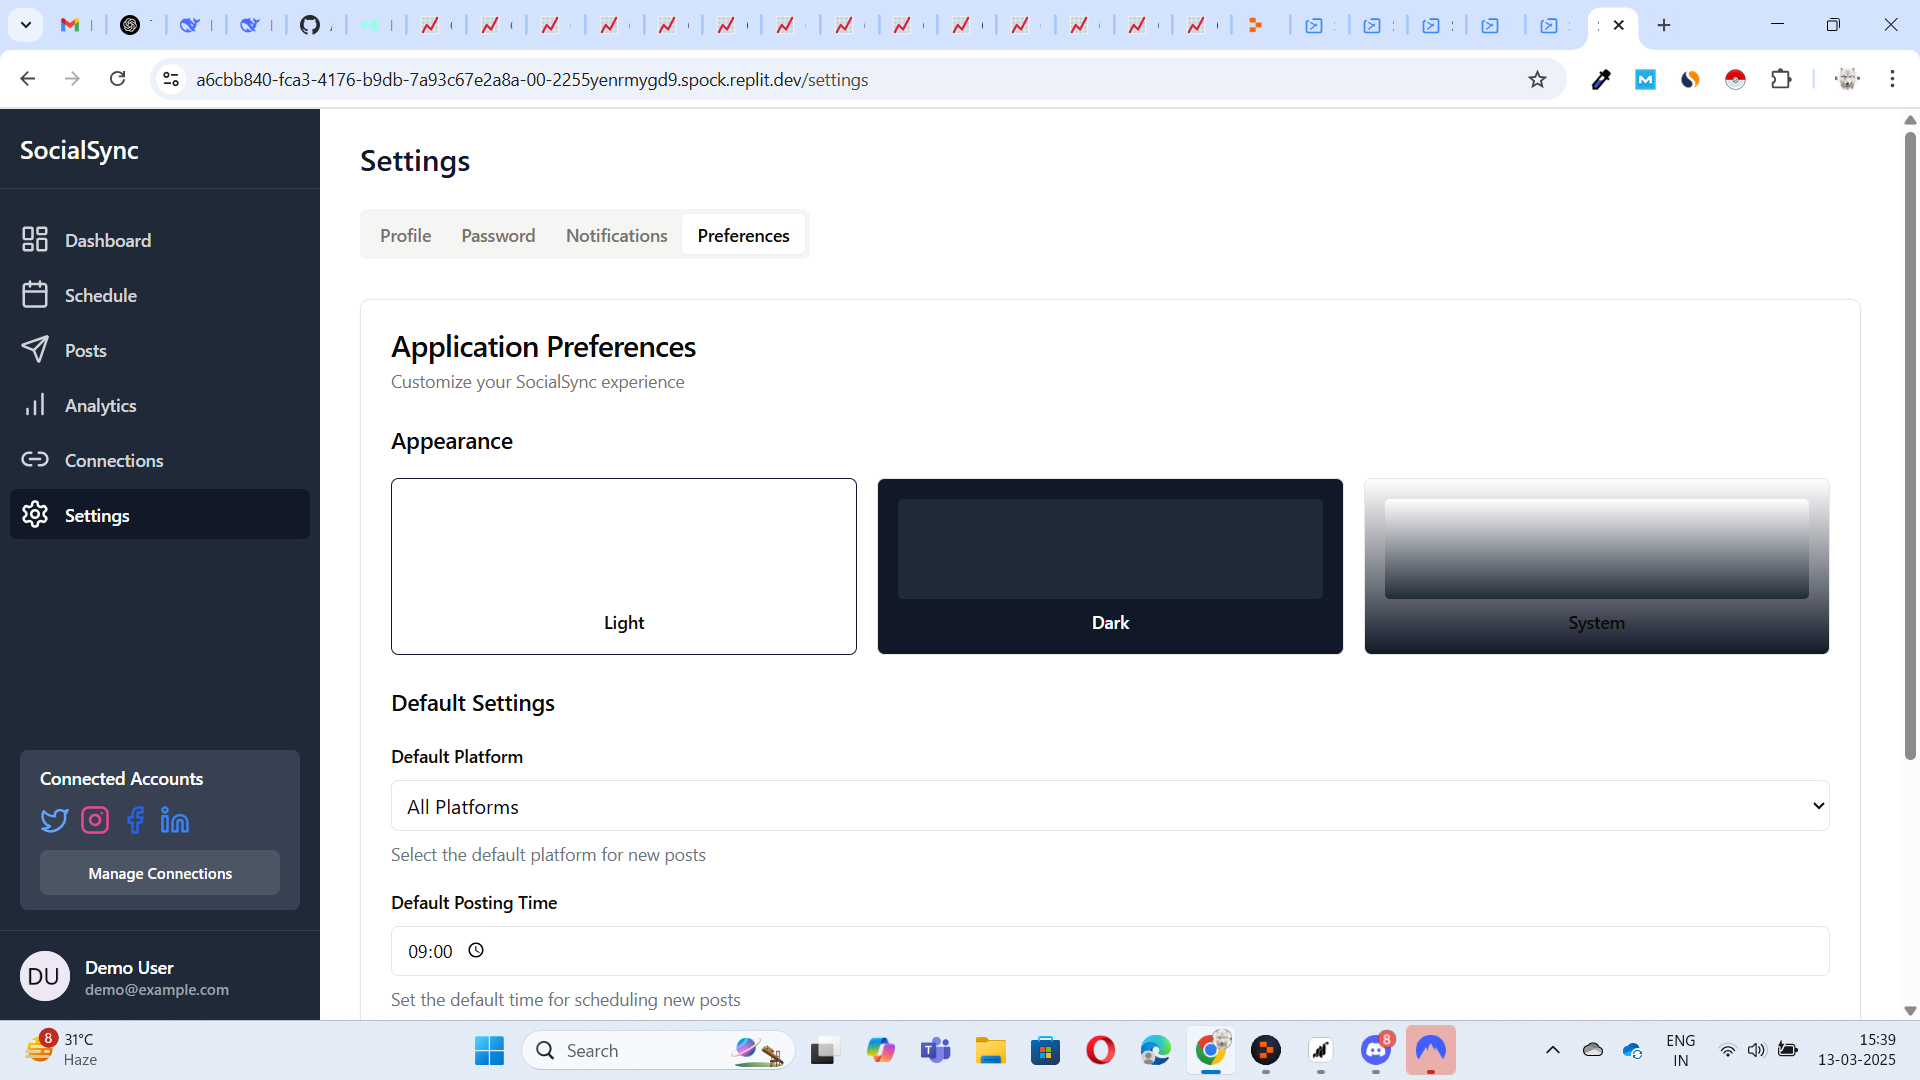 a6cbb840-fca3-4176-b9db-7a93c67e2a8a-00-2255yenrmygd9.spock.replit.dev/settings
SocialSync
Dashboard
Schedule
Posts
Analytics
Connections
Settings
Connected Accounts
Manage Connections
DU
Demo User
demo@example.com
Settings
Profile
Password
Notifications
Preferences
Application Preferences
Customize your SocialSync experience
Appearance
Light
Dark
System
Default Settings
Default Platform
All Platforms
Select the default platform for new posts
Default Posting Time
09:00
Set the default time for scheduling new posts
8
31°C
Haze
Search
8
ENG
IN
15:39
13-03-2025